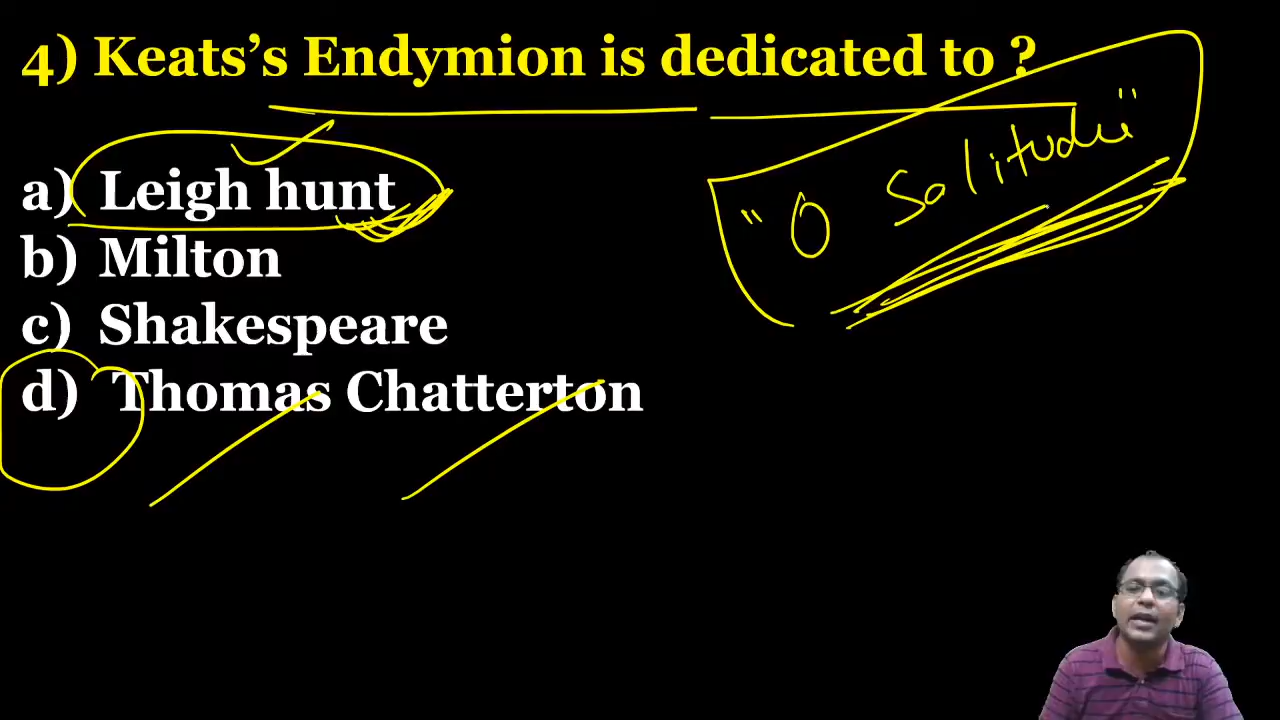 4) Keats’s Endymion is dedicated to ?
"O Solitude"
a) Leigh hunt
b) Milton
c) Shakespeare
d) Thomas Chatterton